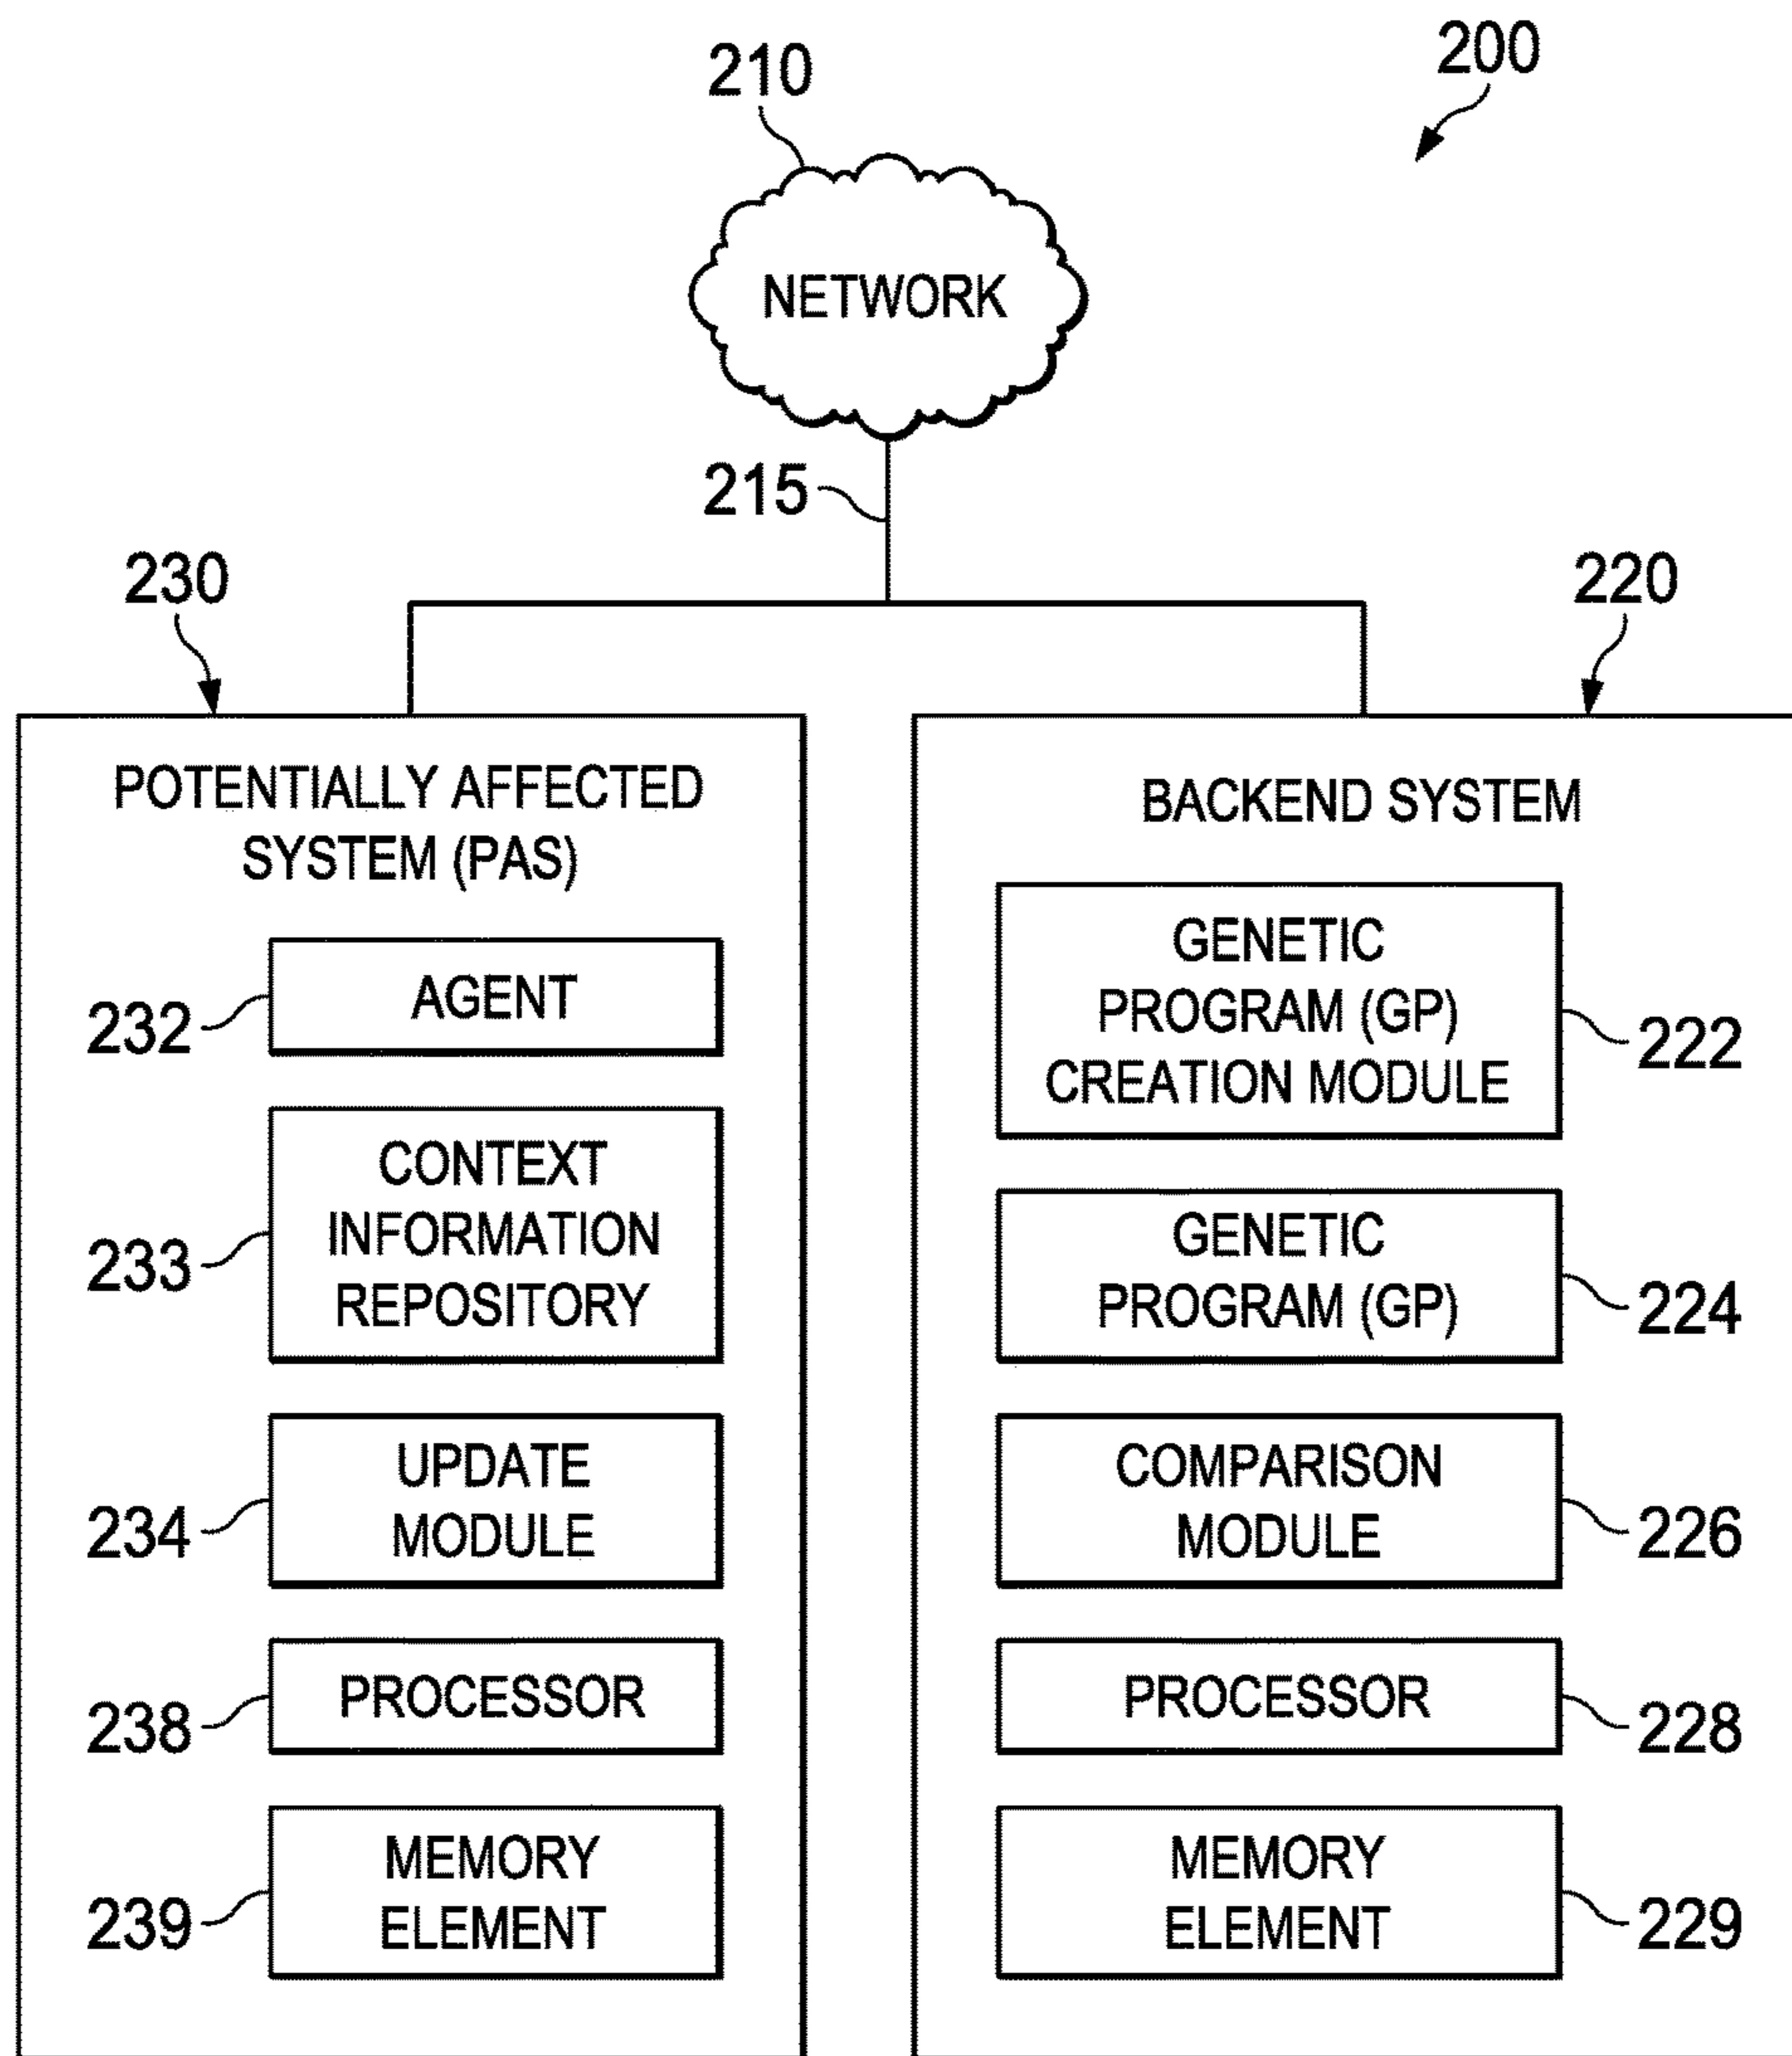 200
210
NETWORK
215
230
220
POTENTIALLY AFFECTED
SYSTEM (PAS)
AGENT
232
CONTEXT
INFORMATION
REPOSITORY
233
UPDATE
MODULE
234
PROCESSOR
238
MEMORY
ELEMENT
239
BACKEND SYSTEM
GENETIC
PROGRAM (GP)
CREATION MODULE
222
GENETIC
PROGRAM (GP)
224
COMPARISON
MODULE
226
PROCESSOR
228
MEMORY
ELEMENT
229